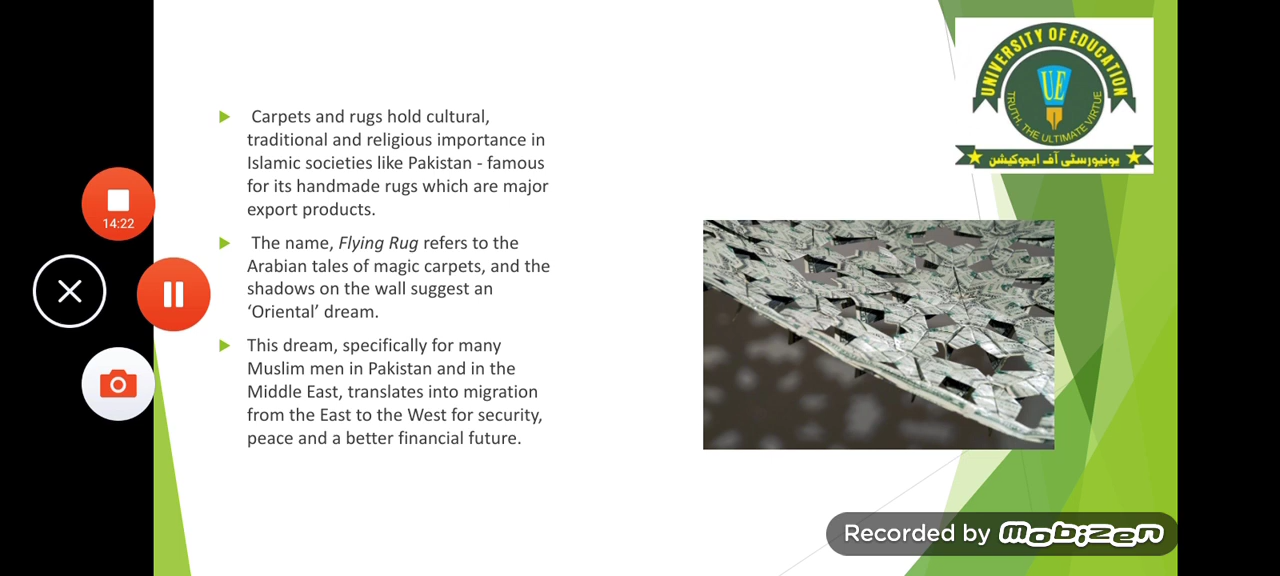 UNIVERSITY OF EDUCATION
UE
TRUTH, THE ULTIMATE VIRTUE
یونیورسٹی آف ایجوکیشن
Carpets and rugs hold cultural,
traditional and religious importance in
Islamic societies like Pakistan - famous
for its handmade rugs which are major
export products.
The name, Flying Rug refers to the
Arabian tales of magic carpets, and the
shadows on the wall suggest an
‘Oriental’ dream.
This dream, specifically for many
Muslim men in Pakistan and in the
Middle East, translates into migration
from the East to the West for security,
peace and a better financial future.
14:22
Recorded by mobizen